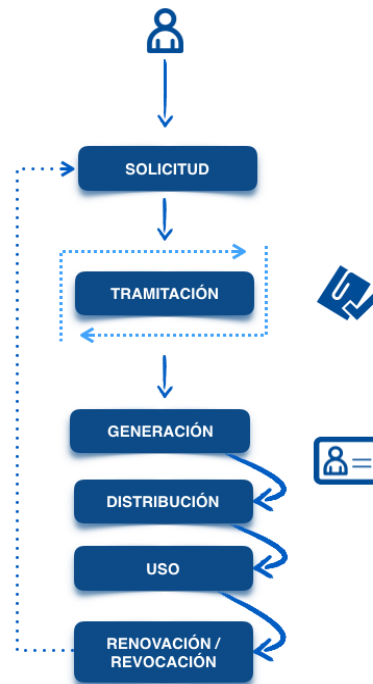 SOLICITUD
TRAMITACIÓN
GENERACIÓN
DISTRIBUCIÓN
USO
RENOVACIÓN /
REVOCACIÓN